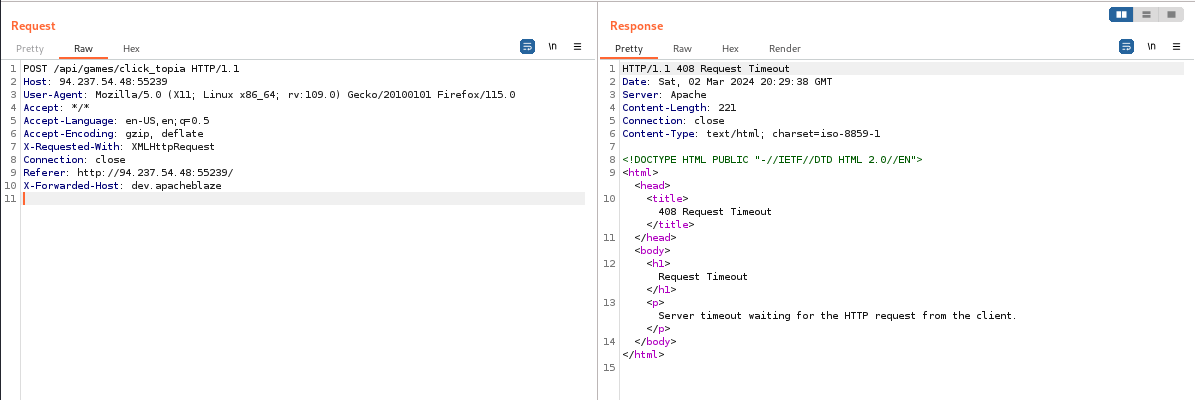 Request
Pretty Raw Hex \n
1 POST /api/games/click_topia HTTP/1.1
2 Host: 94.237.54.48:55239
3 User-Agent: Mozilla/5.0 (X11; Linux x86_64; rv:109.0) Gecko/20100101 Firefox/115.0
4 Accept: */*
5 Accept-Language: en-US,en;q=0.5
6 Accept-Encoding: gzip, deflate
7 X-Requested-With: XMLHttpRequest
8 Connection: close
9 Referer: http://94.237.54.48:55239/
10 X-Forwarded-Host: dev.apacheblaze
11
Response
Pretty Raw Hex Render \n
1 HTTP/1.1 408 Request Timeout
2 Date: Sat, 02 Mar 2024 20:29:38 GMT
3 Server: Apache
4 Content-Length: 221
5 Connection: close
6 Content-Type: text/html; charset=iso-8859-1
7
8 <!DOCTYPE HTML PUBLIC "-//IETF//DTD HTML 2.0//EN">
9 <html>
<head>
10 <title>
408 Request Timeout
</title>
11 </head>
<body>
12 <h1>
Request Timeout
</h1>
13 <p>
Server timeout waiting for the HTTP request from the client.
</p>
14 </body>
</html>
15